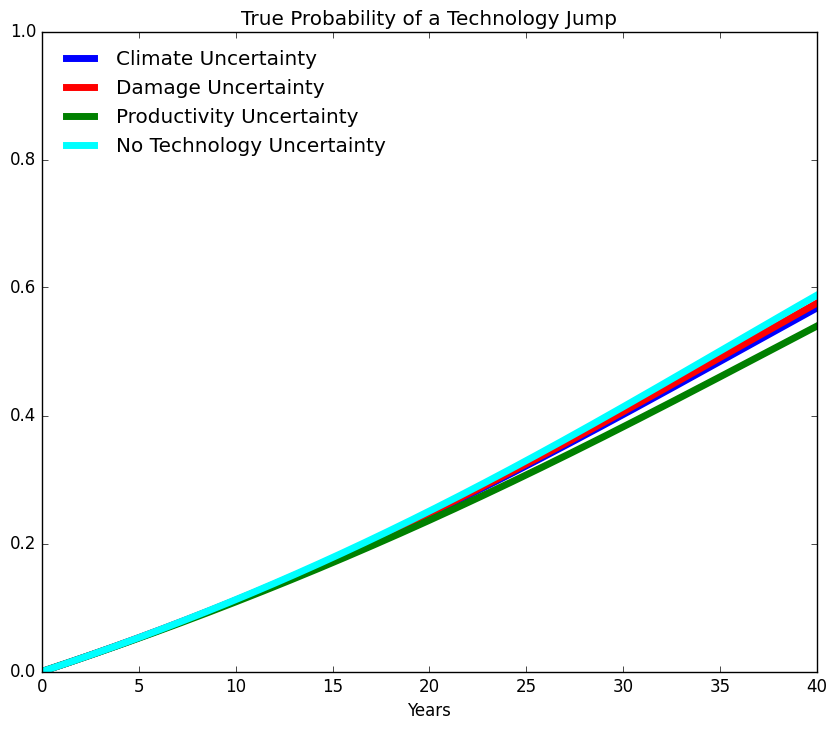 True Probability of a Technology Jump
1.0
Climate Uncertainty
Damage Uncertainty
Productivity Uncertainty
No Technology Uncertainty
0.8
0.6
0.4
0.2
0.0
0 5 10 15 20 25 30 35 40
Years